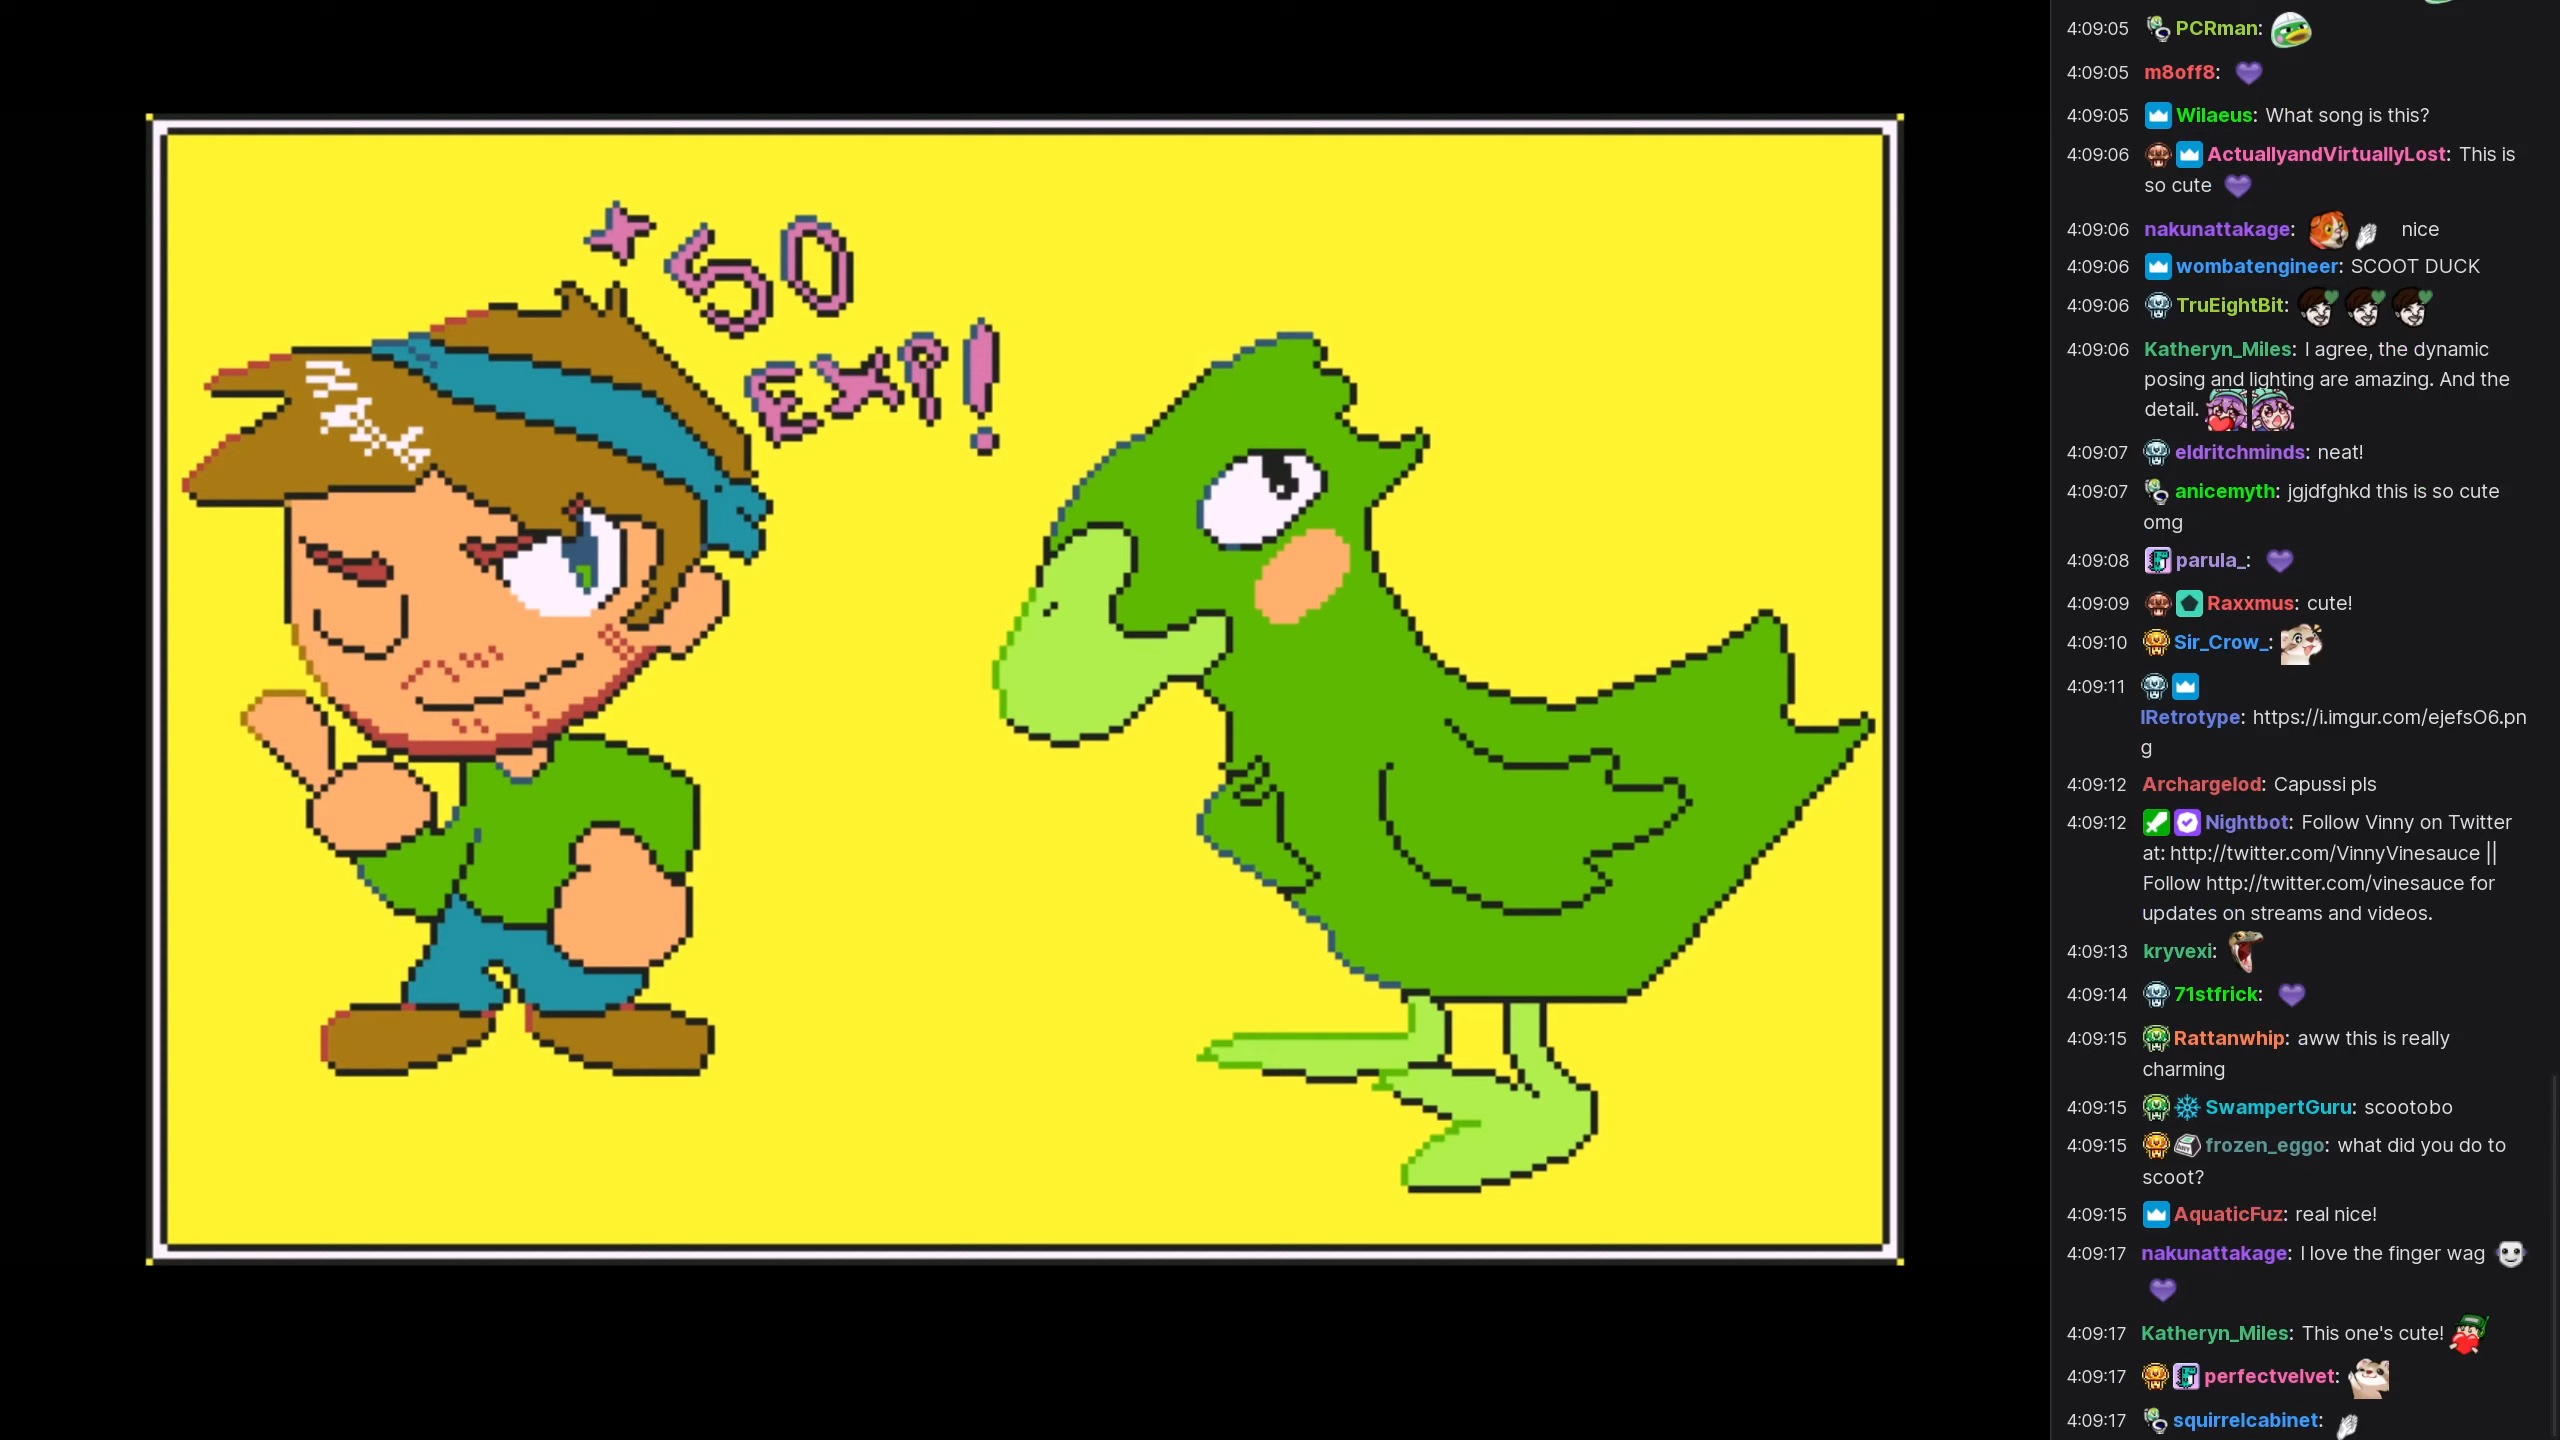 50
EXP!
4:09:05 PCRman:
4:09:05 m8off8:
4:09:05 Wilaeus: What song is this?
4:09:06 ActuallyandVirtuallyLost: This is
so cute
4:09:06 nakunattakage: nice
4:09:06 wombatengineer: SCOOT DUCK
4:09:06 TruEightBit:
4:09:06 Katheryn_Miles: I agree, the dynamic
posing and lighting are amazing. And the
detail.
4:09:07 eldritchminds: neat!
4:09:07 anicemyth: jgjdfghkd this is so cute
omg
4:09:08 parula_:
4:09:09 Raxxmus: cute!
4:09:10 Sir_Crow_:
4:09:11
IRetrotype: https://i.imgur.com/ejefsO6.pn
g
4:09:12 Archargelod: Capussi pls
4:09:12 Nightbot: Follow Vinny on Twitter
at: http://twitter.com/VinnyVinesauce ||
Follow http://twitter.com/vinesauce for
updates on streams and videos.
4:09:13 kryvexi:
4:09:14 71stfrick:
4:09:15 Rattanwhip: aww this is really
charming
4:09:15 SwampertGuru: scootobo
4:09:15 frozen_eggo: what did you do to
scoot?
4:09:15 AquaticFuz: real nice!
4:09:17 nakunattakage: I love the finger wag
4:09:17 Katheryn_Miles: This one's cute!
4:09:17 perfectvelvet:
4:09:17 squirrelcabinet: